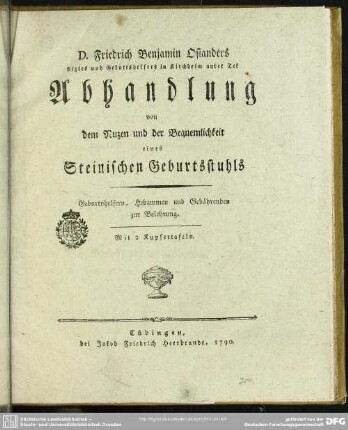 D. Friedrich Benjamin Osianders
Arztes und Geburtshelfers in Kirchheim unter Tek
Abhandlung
von
dem Nuzen und der Bequemlichkeit
eines
Steinischen Geburtsstuhls
Geburtshelfern, Hebammen und Gebährenden
zur Belehrung.
Mit 2 Kupfertafeln.
Tübingen,
bei Jakob Friedrich Heerbrandt, 1790.
Sächsische Landesbibliothek –
Staats- und Universitätsbibliothek Dresden
gefördert von der
Deutschen Forschungsgemeinschaft
DFG